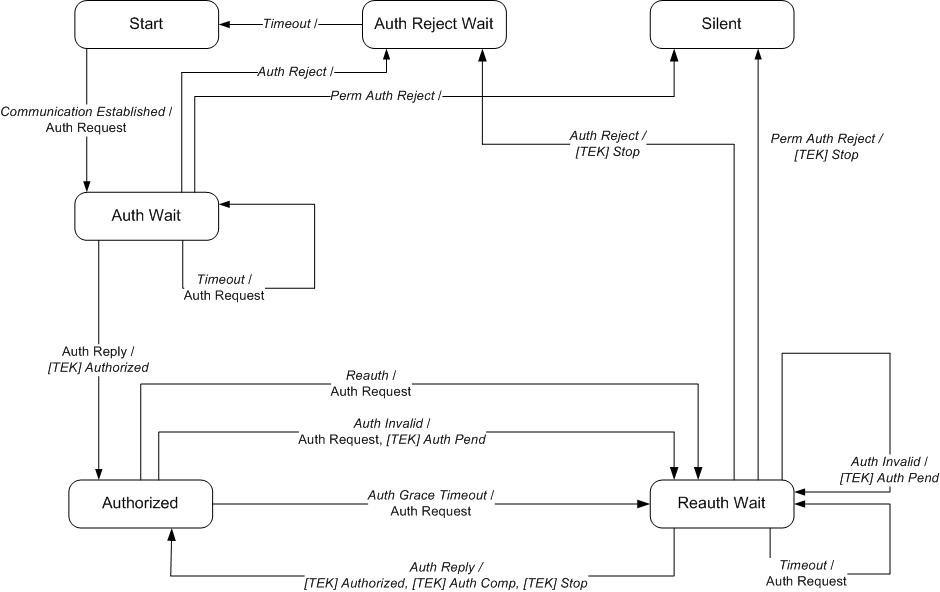 Start
Timeout /
Auth Reject Wait
Silent
Auth Reject /
Perm Auth Reject /
Communication Established /
Auth Request
Auth Reject /
[TEK] Stop
Perm Auth Reject /
[TEK] Stop
Auth Wait
Timeout /
Auth Request
Auth Reply /
[TEK] Authorized
Reauth /
Auth Request
Auth Invalid /
Auth Request, [TEK] Auth Pend
Auth Invalid /
[TEK] Auth Pend
Authorized
Auth Grace Timeout /
Auth Request
Reauth Wait
Auth Reply /
[TEK] Authorized, [TEK] Auth Comp, [TEK] Stop
Timeout /
Auth Request